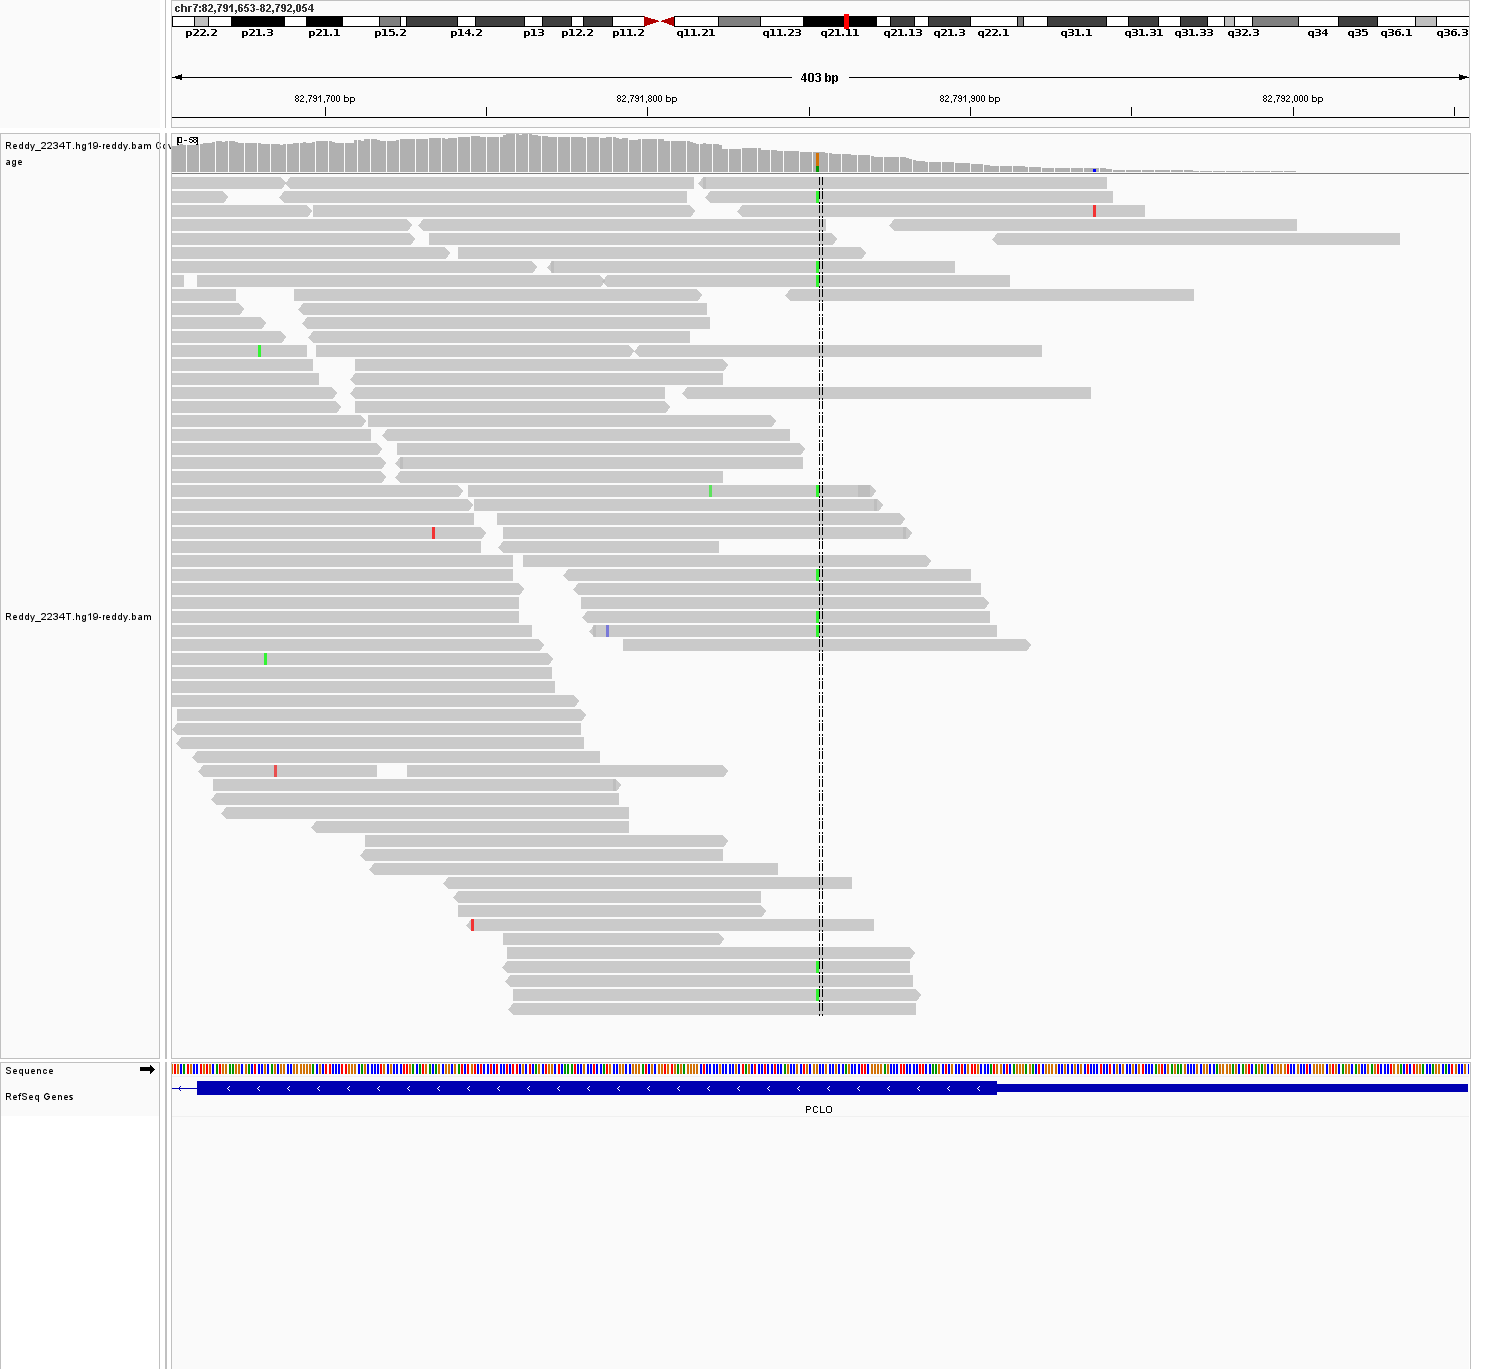 chr7:82,791,653-82,792,054
p22.2 p21.3 p21.1 p15.2 p14.2 p13 p12.2 p11.2 q11.21 q11.23 q21.11 q21.13 q21.3 q22.1 q31.1 q31.31 q31.33 q32.3 q34 q35 q36.1 q36.3
403 bp
82,791,700 bp 82,791,800 bp 82,791,900 bp 82,792,000 bp
Reddy_2234T.hg19-reddy.bam Cov
age
Reddy_2234T.hg19-reddy.bam
Sequence
RefSeq Genes
PCLO